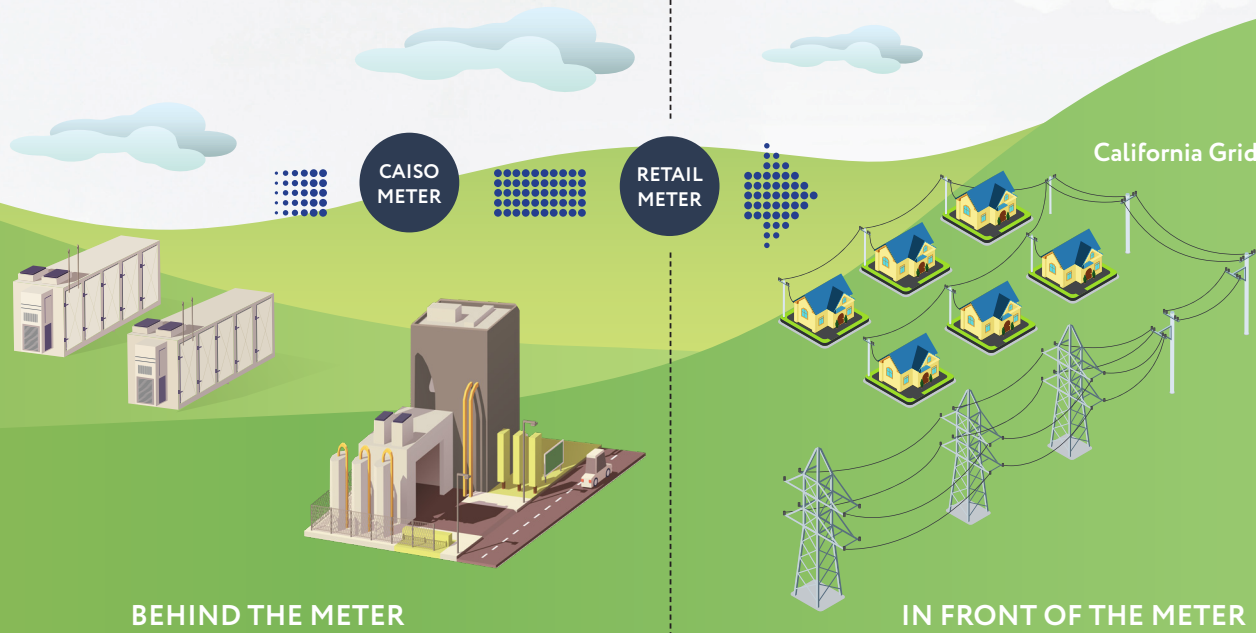 CAISO
METER
RETAIL
METER
California Grid
BEHIND THE METER
IN FRONT OF THE METER